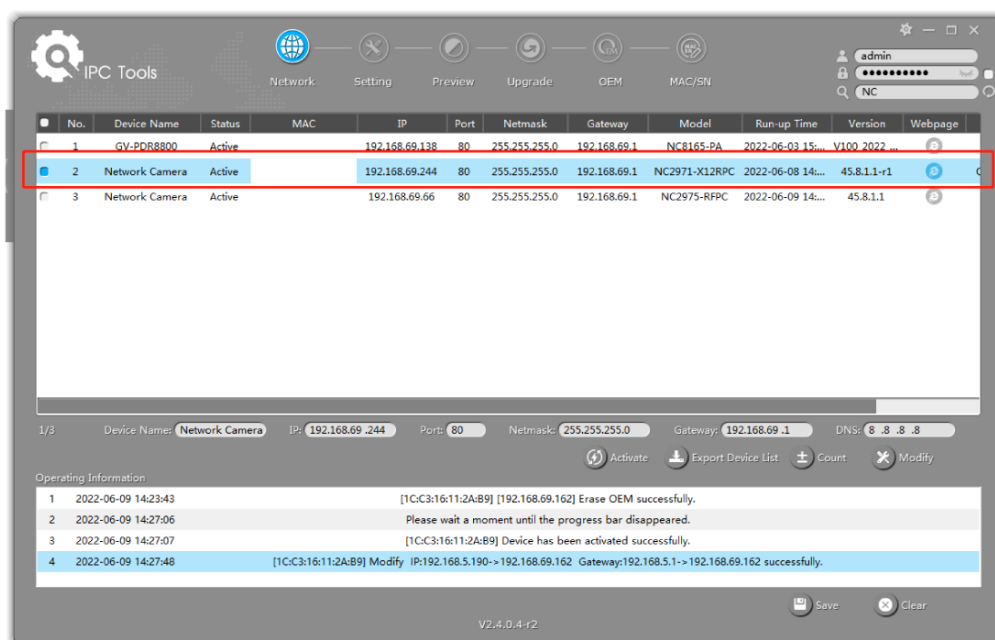 IPC Tools
Network Setting Preview Upgrade OEM MAC/SN
admin
••••••••••
NC
No. Device Name Status MAC IP Port Netmask Gateway Model Run-up Time Version Webpage
1 GV-PDR8800 Active 192.168.69.138 80 255.255.255.0 192.168.69.1 NC8165-PA 2022-06-03 15:... V100_2022_...
2 Network Camera Active 192.168.69.244 80 255.255.255.0 192.168.69.1 NC2971-X12RPC 2022-06-08 14:... 45.8.1.1-r1
3 Network Camera Active 192.168.69.66 80 255.255.255.0 192.168.69.1 NC2975-RFPC 2022-06-09 14:... 45.8.1.1
1/3 Device Name: Network Camera IP: 192.168.69 .244 Port: 80 Netmask: 255.255.255.0 Gateway: 192.168.69 .1 DNS: 8 .8 .8 .8
Activate Export Device List Count Modify
Operating Information
1 2022-06-09 14:23:43 [1C:C3:16:11:2A:B9] [192.168.69.162] Erase OEM successfully.
2 2022-06-09 14:27:06 Please wait a moment until the progress bar disappeared.
3 2022-06-09 14:27:07 [1C:C3:16:11:2A:B9] Device has been activated successfully.
4 2022-06-09 14:27:48 [1C:C3:16:11:2A:B9] Modify IP:192.168.5.190->192.168.69.162 Gateway:192.168.5.1->192.168.69.162 successfully.
Save Clear
V2.4.0.4-r2